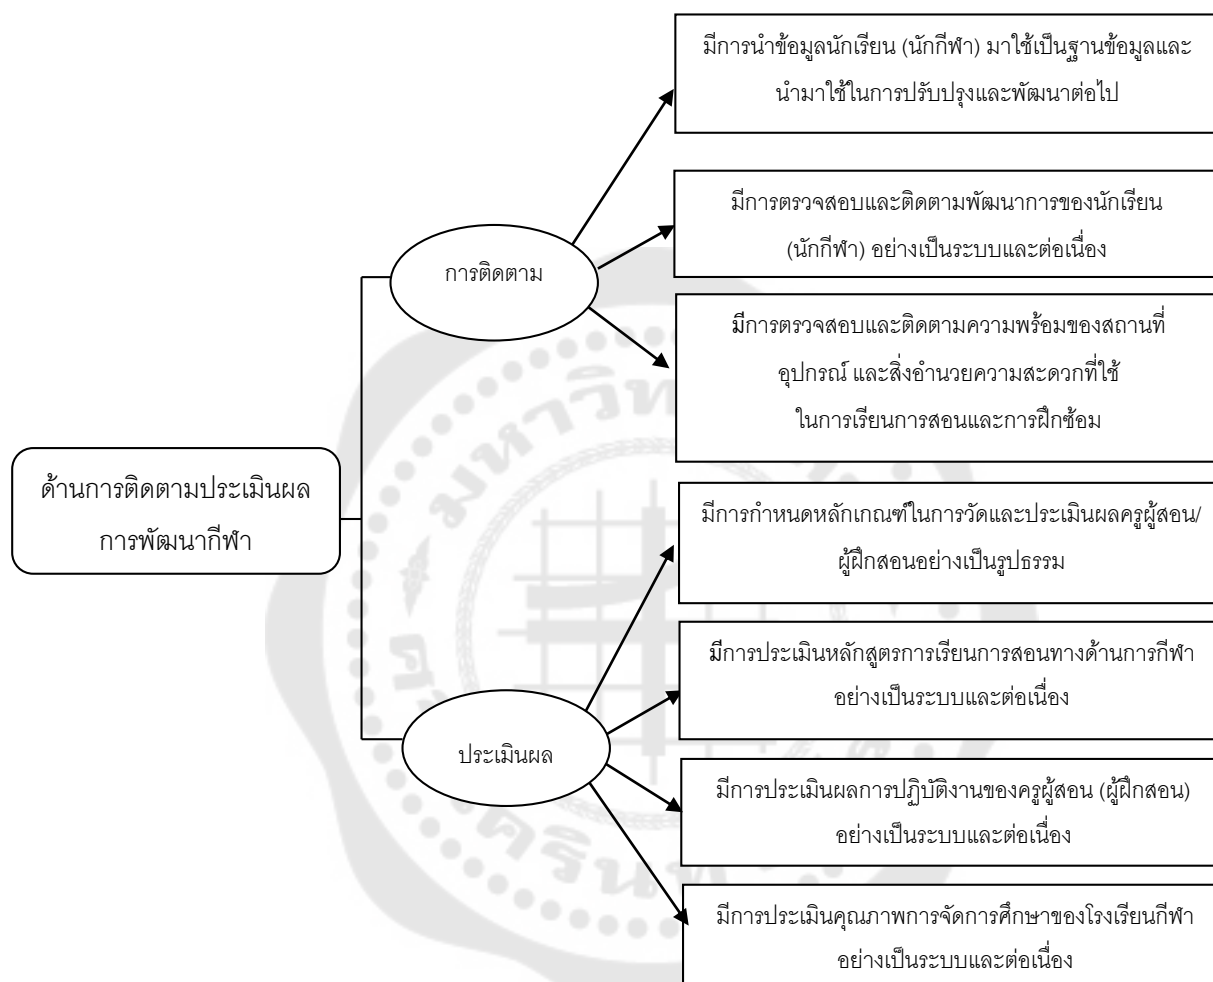 มีการนำข้อมูลนักเรียน (นักกีฬา) มาใช้เป็นฐานข้อมูลและ
นำมาใช้ในการปรับปรุงและพัฒนาต่อไป
มีการตรวจสอบและติดตามพัฒนาการของนักเรียน
(นักกีฬา) อย่างเป็นระบบและต่อเนื่อง
การติดตาม
มีการตรวจสอบและติดตามความพร้อมของสถานที่
อุปกรณ์ และสิ่งอำนวยความสะดวกที่ใช้
ในการเรียนการสอนและการฝึกซ้อม
ด้านการติดตามประเมินผล
การพัฒนากีฬา
มีการกำหนดหลักเกณฑ์ในการวัดและประเมินผลครูผู้สอน/
ผู้ฝึกสอนอย่างเป็นรูปธรรม
มีการประเมินหลักสูตรการเรียนการสอนทางด้านการกีฬา
อย่างเป็นระบบและต่อเนื่อง
ประเมินผล
มีการประเมินผลการปฏิบัติงานของครูผู้สอน (ผู้ฝึกสอน)
อย่างเป็นระบบและต่อเนื่อง
มีการประเมินคุณภาพการจัดการศึกษาของโรงเรียนกีฬา
อย่างเป็นระบบและต่อเนื่อง